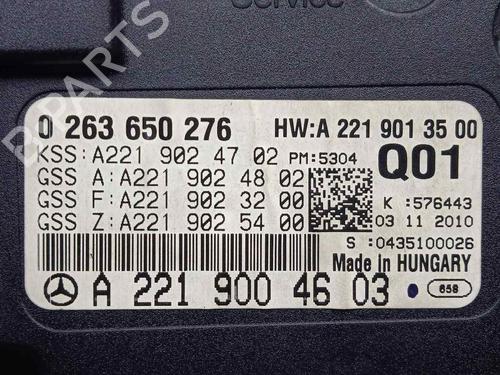 Service
B-PARTS
0 263 650 276 HW:A 221 901 35 00
KSS:A221 902 47 02 PM:5304 Q01
GSS A:A221 902 48 02
GSS F:A221 902 32 00 K :576443
GSS Z:A221 902 54 00 03 11 2010
S :0435100026
Made in HUNGARY
A 221 900 46 03 658